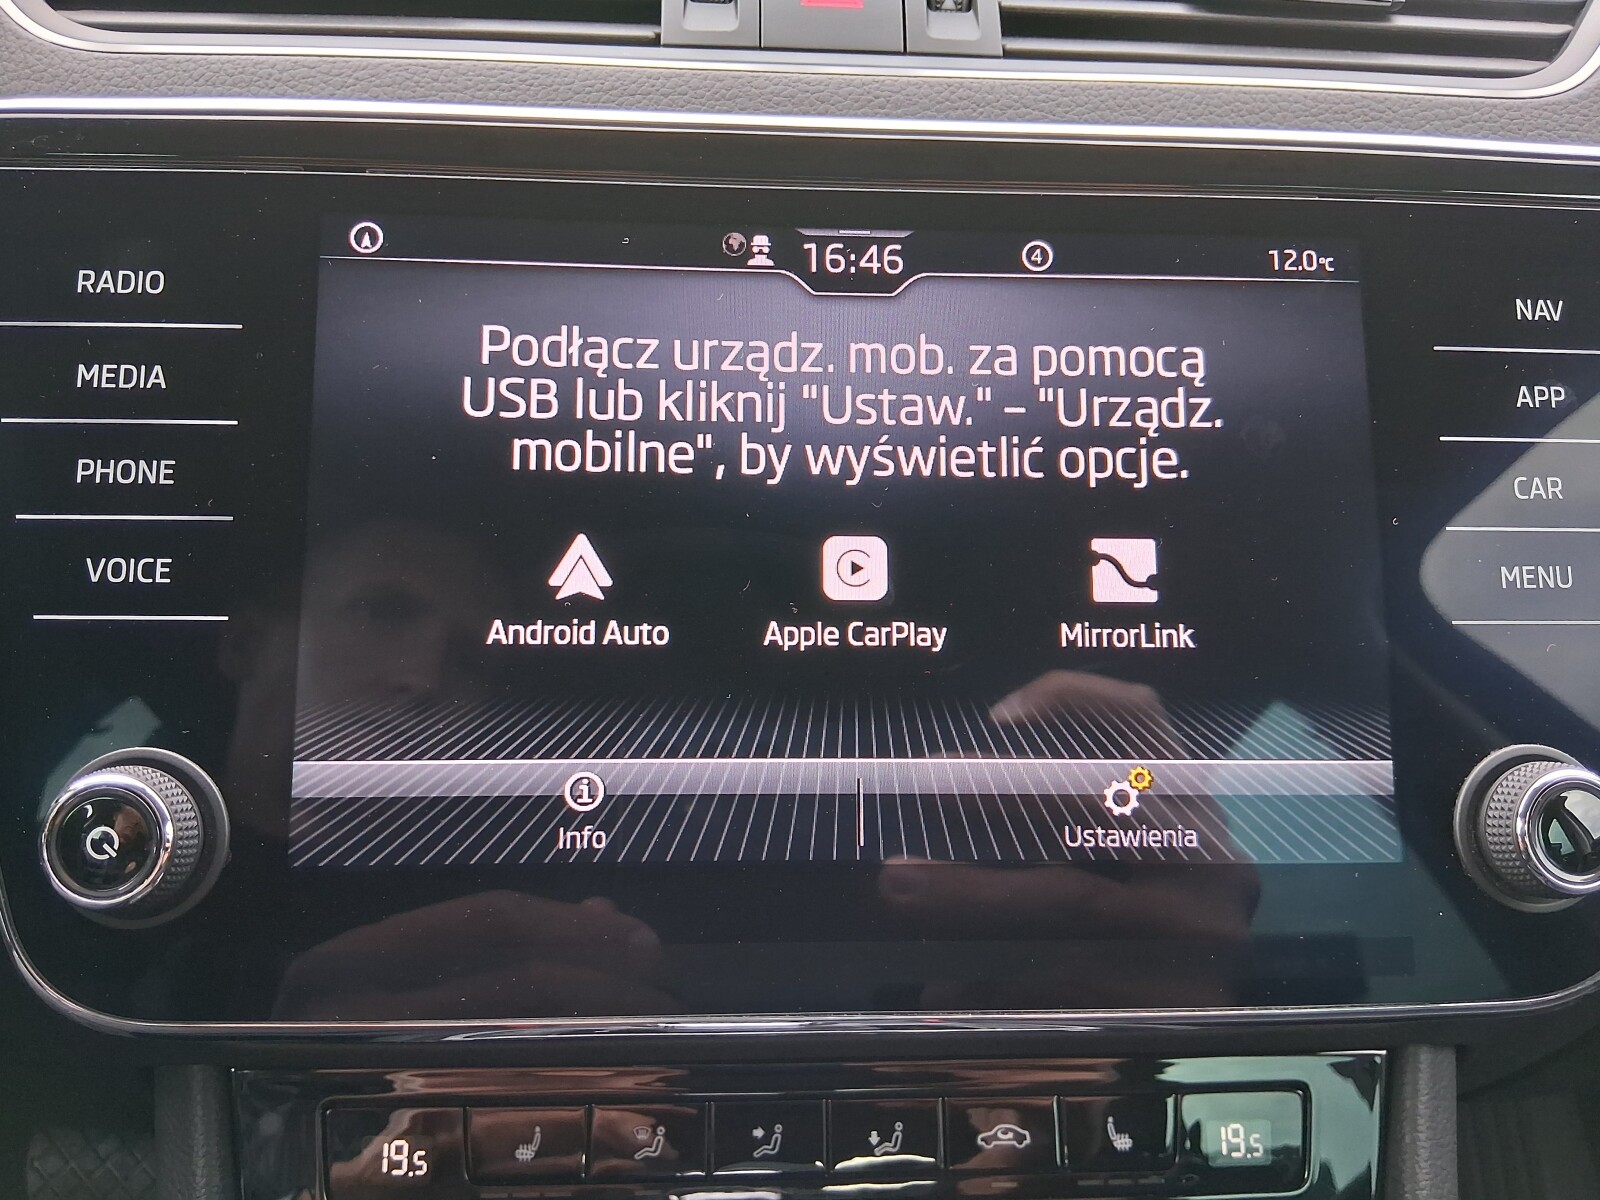 16:46
4
12.0°C
RADIO
MEDIA
PHONE
VOICE
Podłącz urządz. mob. za pomocą
USB lub kliknij "Ustaw." – "Urządz.
mobilne", by wyświetlić opcje.
Android Auto
Apple CarPlay
MirrorLink
Info
Ustawienia
NAV
APP
CAR
MENU
19.5
19.5